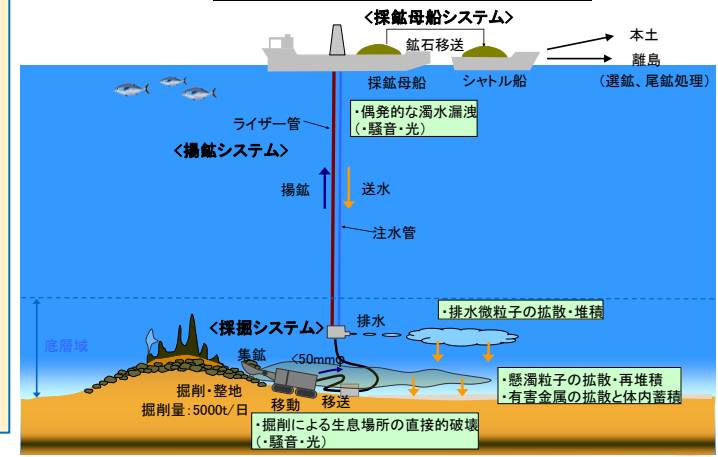 <採鉱母船システム>
鉱石移送
本土
離島
(選鉱、尾鉱処理)
採鉱母船
シャトル船
・偶発的な濁水漏洩
(・騒音・光)
ライザー管
<揚鉱システム>
揚鉱
送水
注水管
・排水微粒子の拡散・堆積
排水
<採掘システム>
底層域
集鉱
<50mmφ
・懸濁粒子の拡散・再堆積
・有害金属の拡散と体内蓄積
掘削・整地
移動
移送
掘削量:5000t/日
・掘削による生息場所の直接的破壊
(・騒音・光)